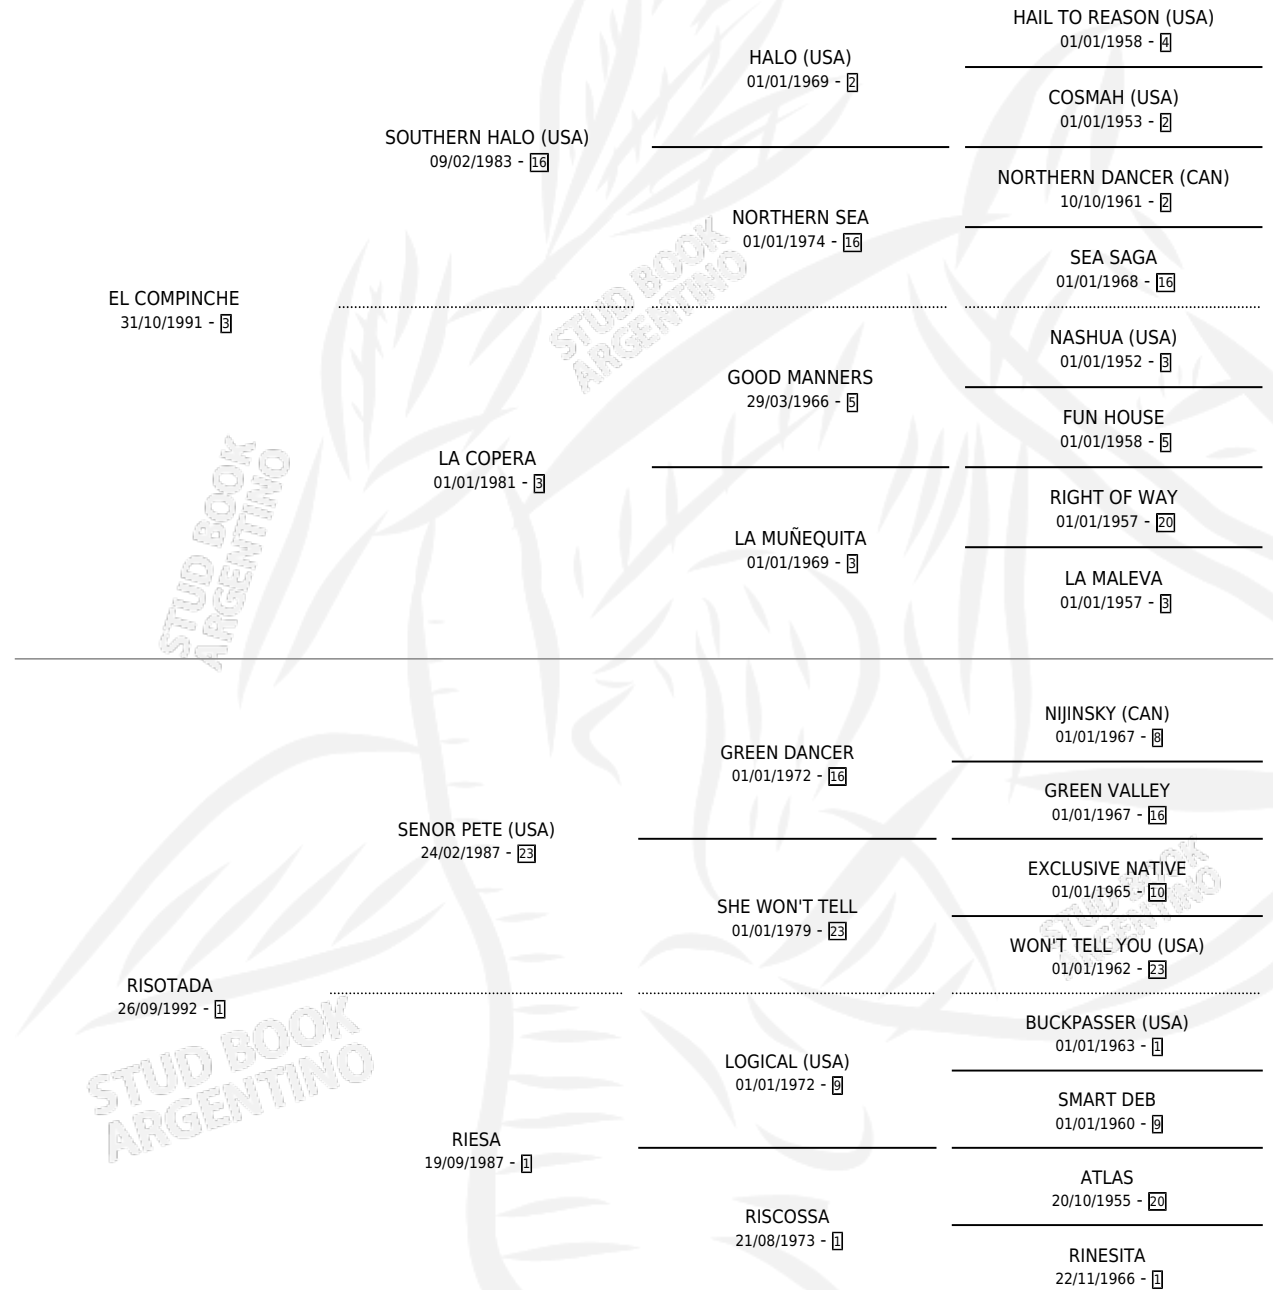 HAIL TO REASON (USA)
01/01/1958 - 4
HALO (USA)
01/01/1969 - 2
COSMAH (USA)
01/01/1953 - 2
SOUTHERN HALO (USA)
09/02/1983 - 16
NORTHERN DANCER (CAN)
10/10/1961 - 2
NORTHERN SEA
01/01/1974 - 16
SEA SAGA
01/01/1968 - 16
EL COMPINCHE
31/10/1991 - 3
NASHUA (USA)
01/01/1952 - 3
GOOD MANNERS
29/03/1966 - 5
FUN HOUSE
01/01/1958 - 5
LA COPERA
01/01/1981 - 3
RIGHT OF WAY
01/01/1957 - 20
LA MUÑEQUITA
01/01/1969 - 3
LA MALEVA
01/01/1957 - 3
NIJINSKY (CAN)
01/01/1967 - 8
GREEN DANCER
01/01/1972 - 16
GREEN VALLEY
01/01/1967 - 16
SENOR PETE (USA)
24/02/1987 - 23
EXCLUSIVE NATIVE
01/01/1965 - 10
SHE WON'T TELL
01/01/1979 - 23
WON'T TELL YOU (USA)
01/01/1962 - 23
RISOTADA
26/09/1992 - 1
BUCKPASSER (USA)
01/01/1963 - 1
LOGICAL (USA)
01/01/1972 - 9
SMART DEB
01/01/1960 - 9
RIESA
19/09/1987 - 1
ATLAS
20/10/1955 - 20
RISCOSSA
21/08/1973 - 1
RINESITA
22/11/1966 - 1
STUD BOOK
ARGENTINO
STUD BOOK
ARGENTINO
STUD BOOK
ARGENTINO
STUD BOOK
ARGENTINO